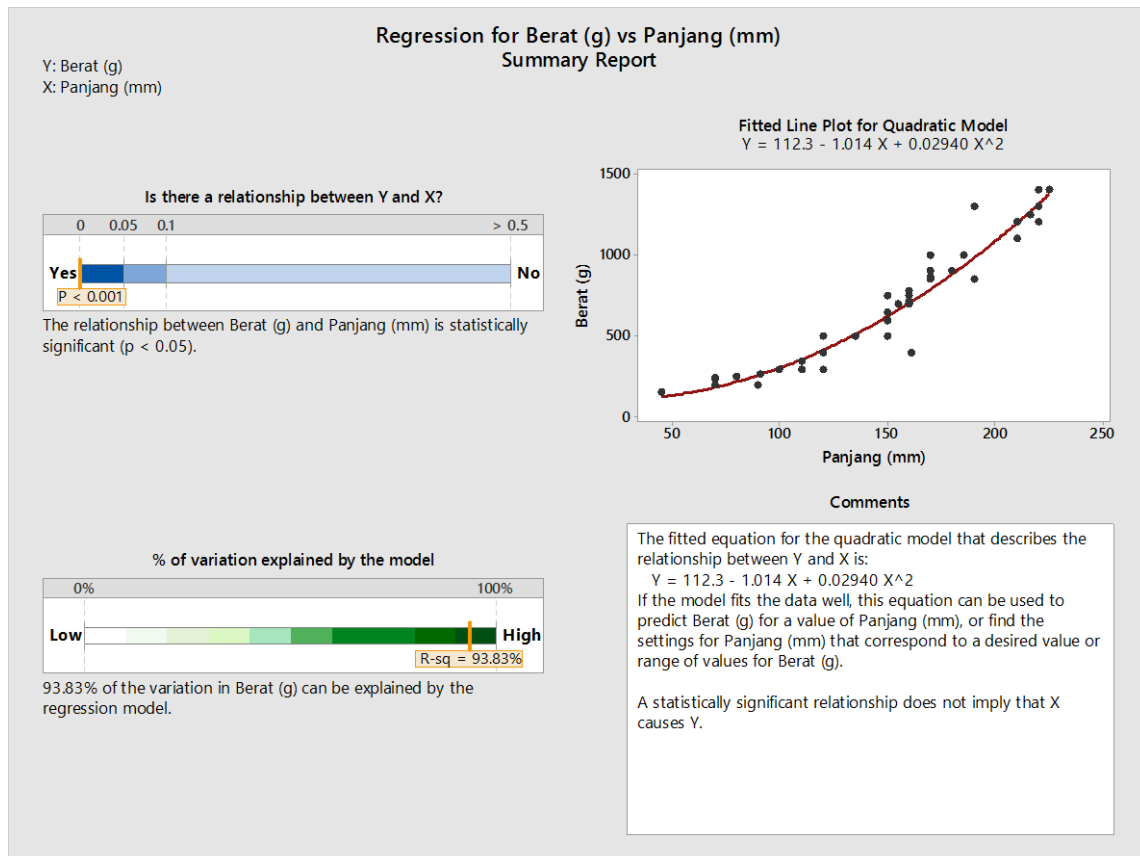 Regression for Berat (g) vs Panjang (mm)
Summary Report
Y: Berat (g)
X: Panjang (mm)
Is there a relationship between Y and X?
0 0.05 0.1 > 0.5
Yes No
P < 0.001
The relationship between Berat (g) and Panjang (mm) is statistically
significant (p < 0.05).
% of variation explained by the model
0% 100%
Low High
R-sq = 93.83%
93.83% of the variation in Berat (g) can be explained by the
regression model.
Fitted Line Plot for Quadratic Model
Y = 112.3 - 1.014 X + 0.02940 X^2
1500
1000
500
0
Berat (g)
50 100 150 200 250
Panjang (mm)
Comments
The fitted equation for the quadratic model that describes the
relationship between Y and X is:
Y = 112.3 - 1.014 X + 0.02940 X^2
If the model fits the data well, this equation can be used to
predict Berat (g) for a value of Panjang (mm), or find the
settings for Panjang (mm) that correspond to a desired value or
range of values for Berat (g).
A statistically significant relationship does not imply that X
causes Y.